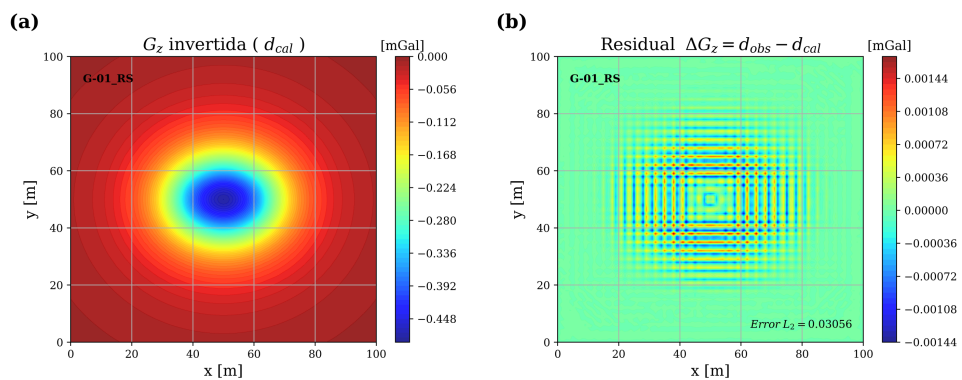 (a)
G_z invertida ( d_cal )
[mGal]
G-01_RS
y [m]
100
80
60
40
20
0
0 20 40 60 80 100
x [m]
0.000
−0.056
−0.112
−0.168
−0.224
−0.280
−0.336
−0.392
−0.448
(b)
Residual ΔG_z = d_obs − d_cal
[mGal]
G-01_RS
y [m]
100
80
60
40
20
0
Error L_2 = 0.03056
0 20 40 60 80 100
x [m]
0.00144
0.00108
0.00072
0.00036
0.00000
−0.00036
−0.00072
−0.00108
−0.00144